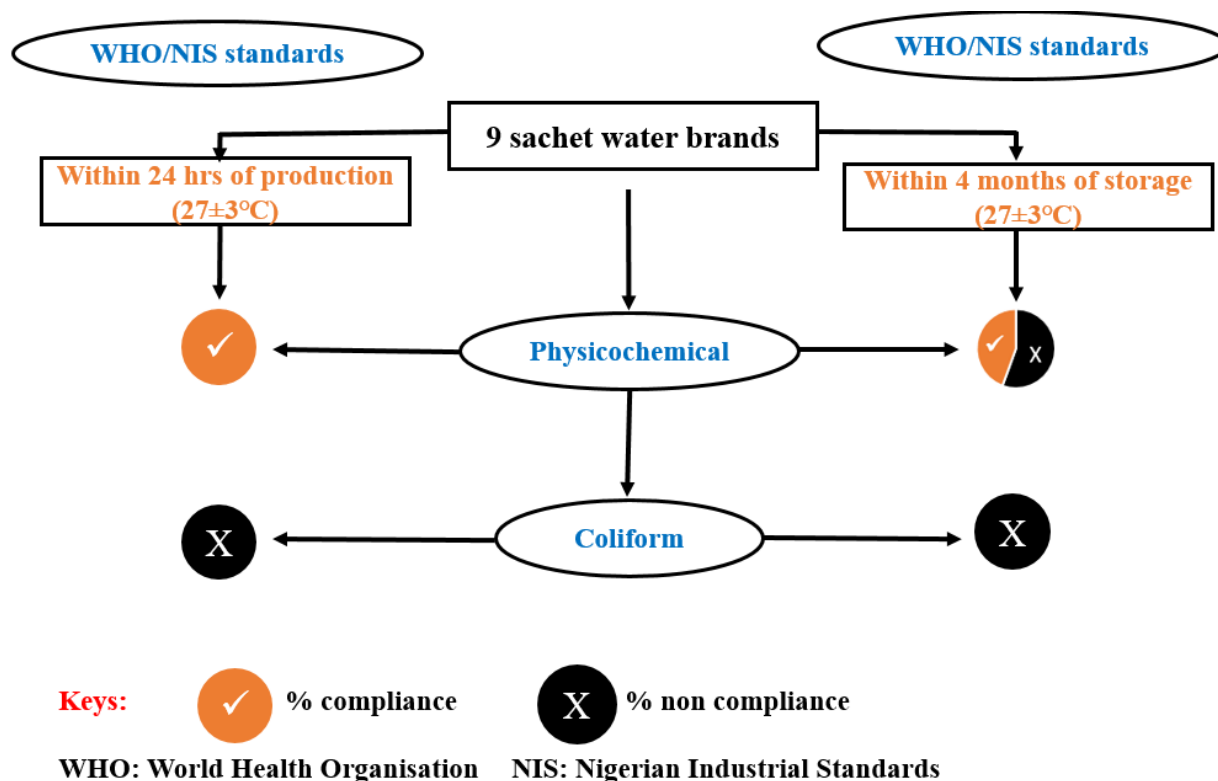 WHO/NIS standards
WHO/NIS standards
9 sachet water brands
Within 24 hrs of production
(27±3°C)
Within 4 months of storage
(27±3°C)
✓
Physicochemical
✓
X
X
Coliform
X
Keys:
✓
% compliance
X
% non compliance
WHO: World Health Organisation
NIS: Nigerian Industrial Standards